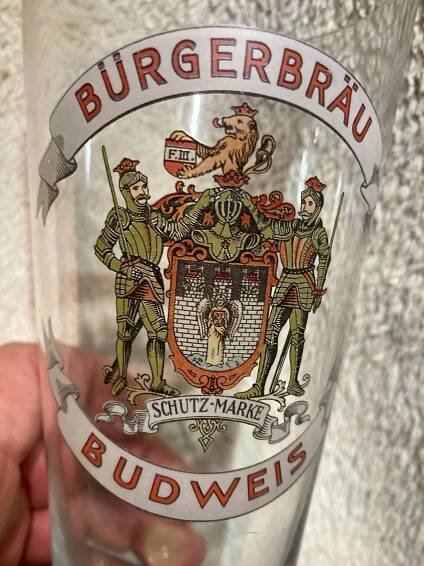 BÜRGERBRÄU
F.III.
SCHUTZ-MARKE
BUDWEIS